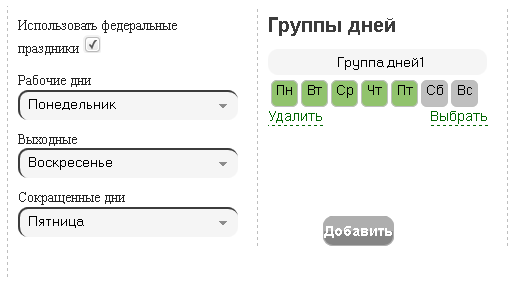 Использовать федеральные
праздники
Рабочие дни
Понедельник
Выходные
Воскресенье
Сокращенные дни
Пятница
Группы дней
Группа дней1
Пн Вт Ср Чт Пт Сб Вс
Удалить Выбрать
Добавить